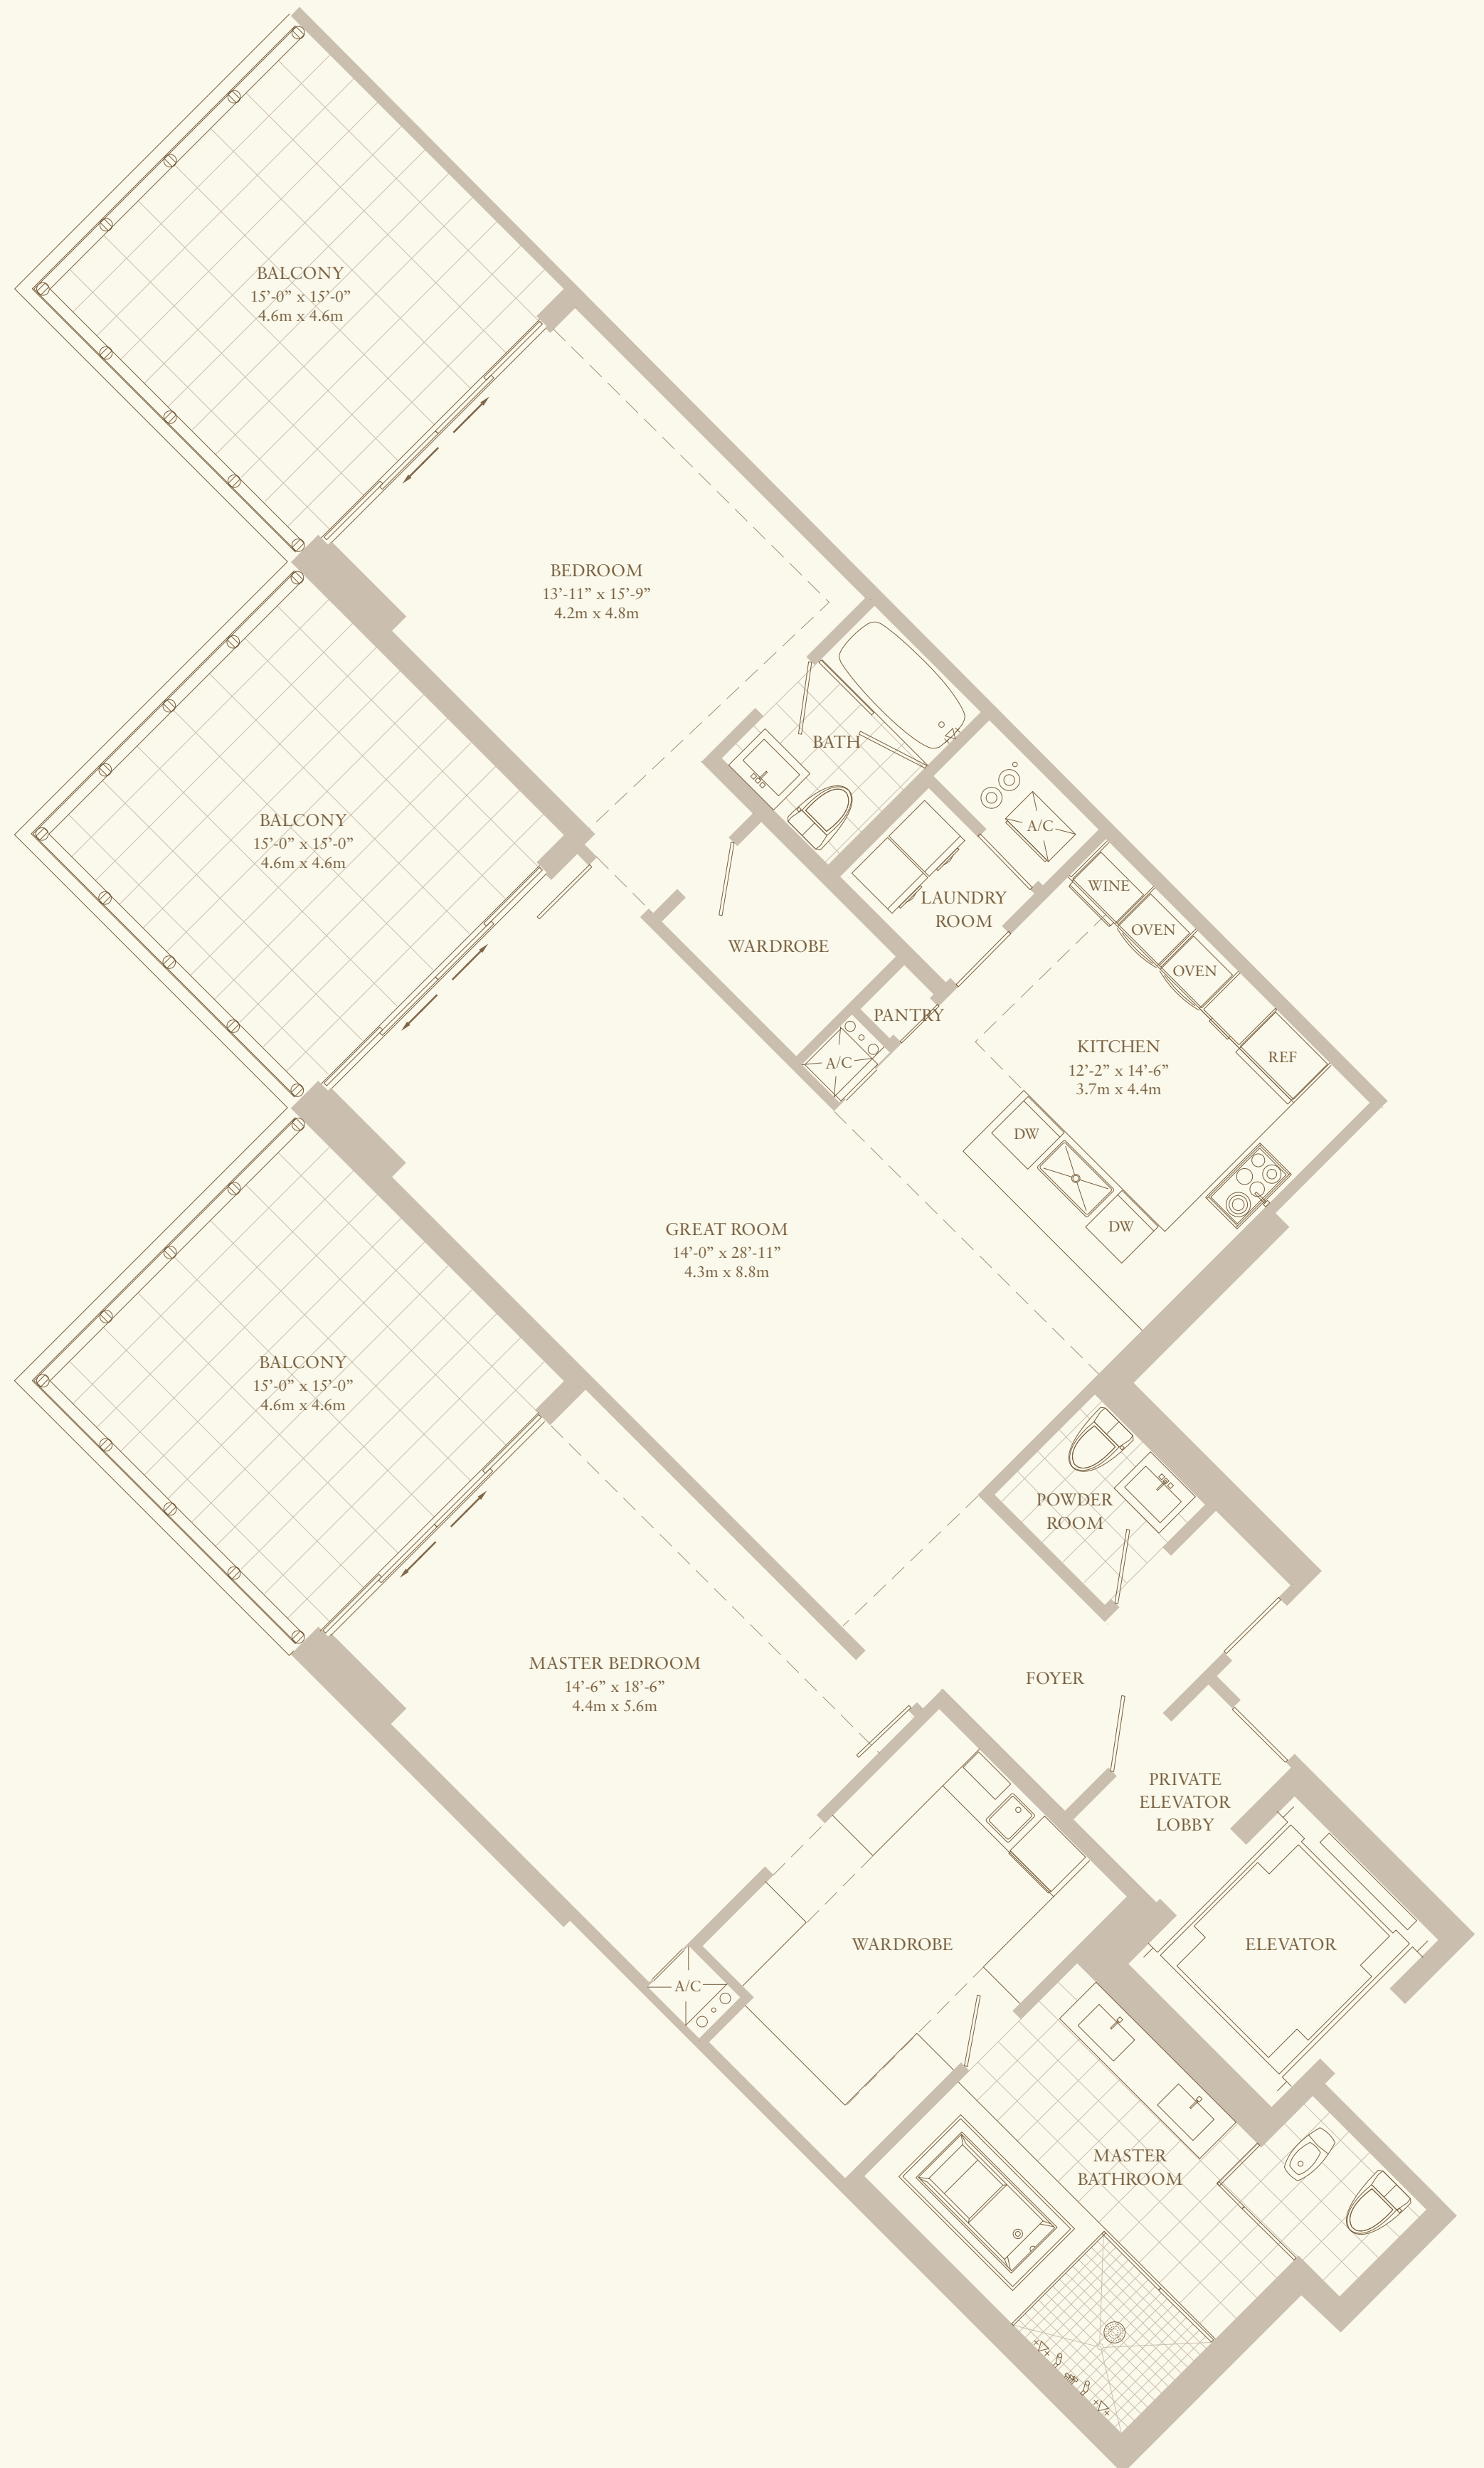 BALCONY
15’-0” x 15’-0”
4.6m x 4.6m
BEDROOM
13’-11” x 15’-9”
4.2m x 4.8m
BATH
A/C
BALCONY
15’-0” x 15’-0”
4.6m x 4.6m
WINE
LAUNDRY
ROOM
OVEN
WARDROBE
OVEN
PANTRY
A/C
KITCHEN
12’-2” x 14’-6”
3.7m x 4.4m
REF
DW
DW
GREAT ROOM
14’-0” x 28’-11”
4.3m x 8.8m
BALCONY
15’-0” x 15’-0”
4.6m x 4.6m
POWDER
ROOM
MASTER BEDROOM
14’-6” x 18’-6”
4.4m x 5.6m
FOYER
PRIVATE
ELEVATOR
LOBBY
WARDROBE
ELEVATOR
A/C
MASTER
BATHROOM